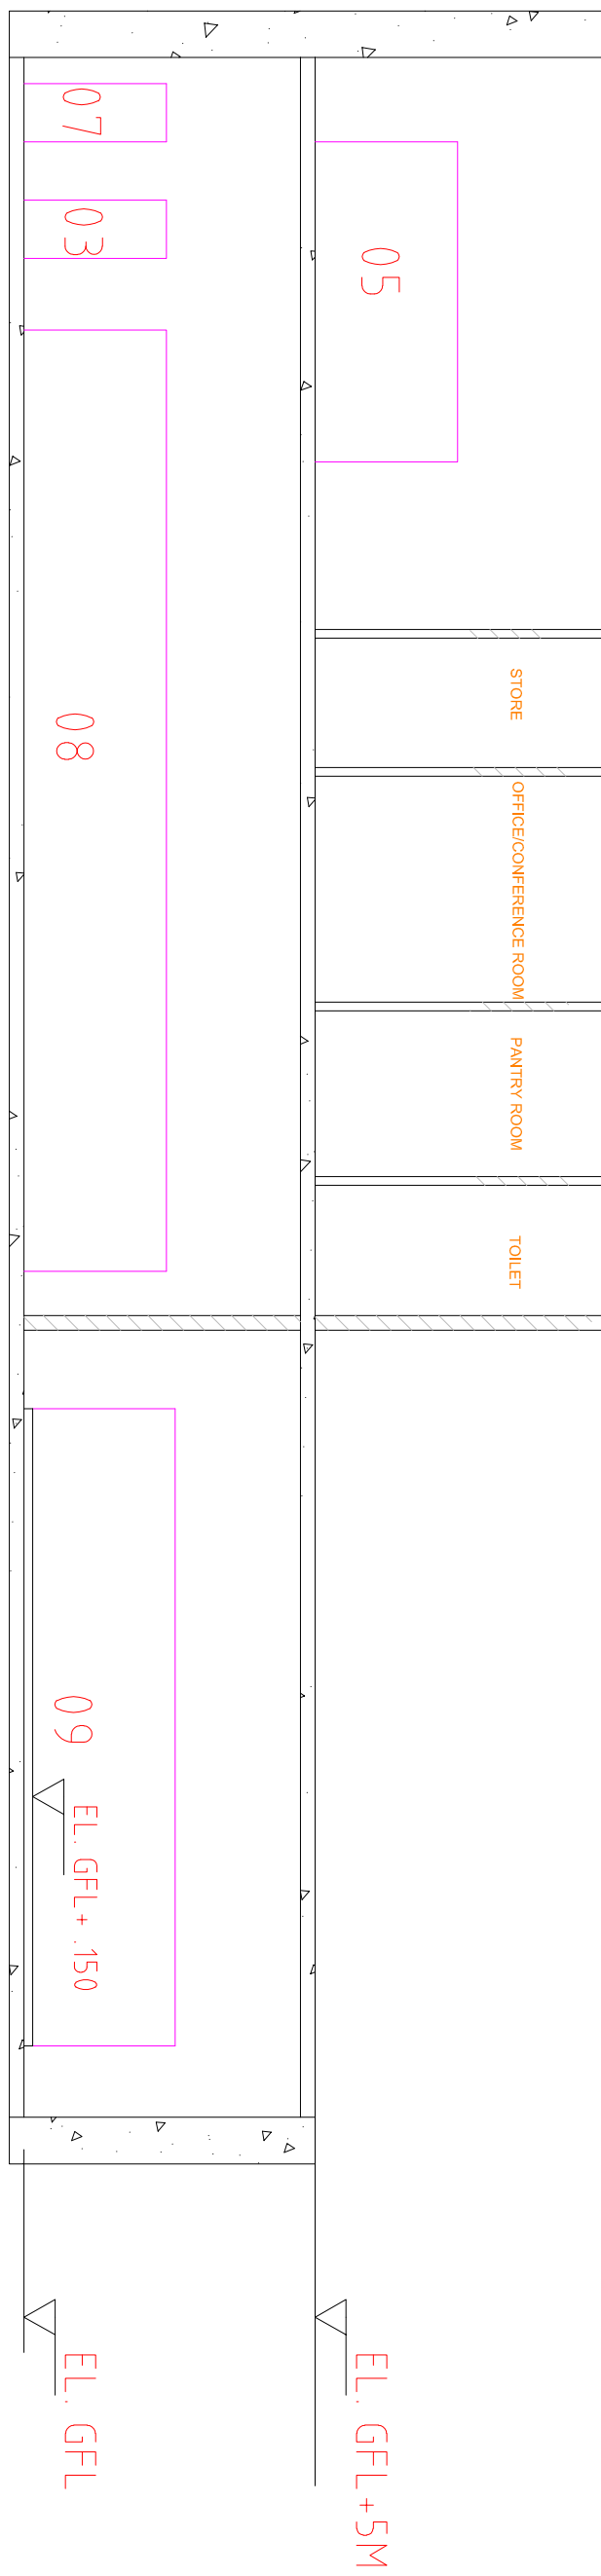 STORE
OFFICE/CONFERENCE ROOM
PANTRY ROOM
TOILET
05
EL. GFL+5M
07
03
08
09
EL. GFL+.150
EL. GFL